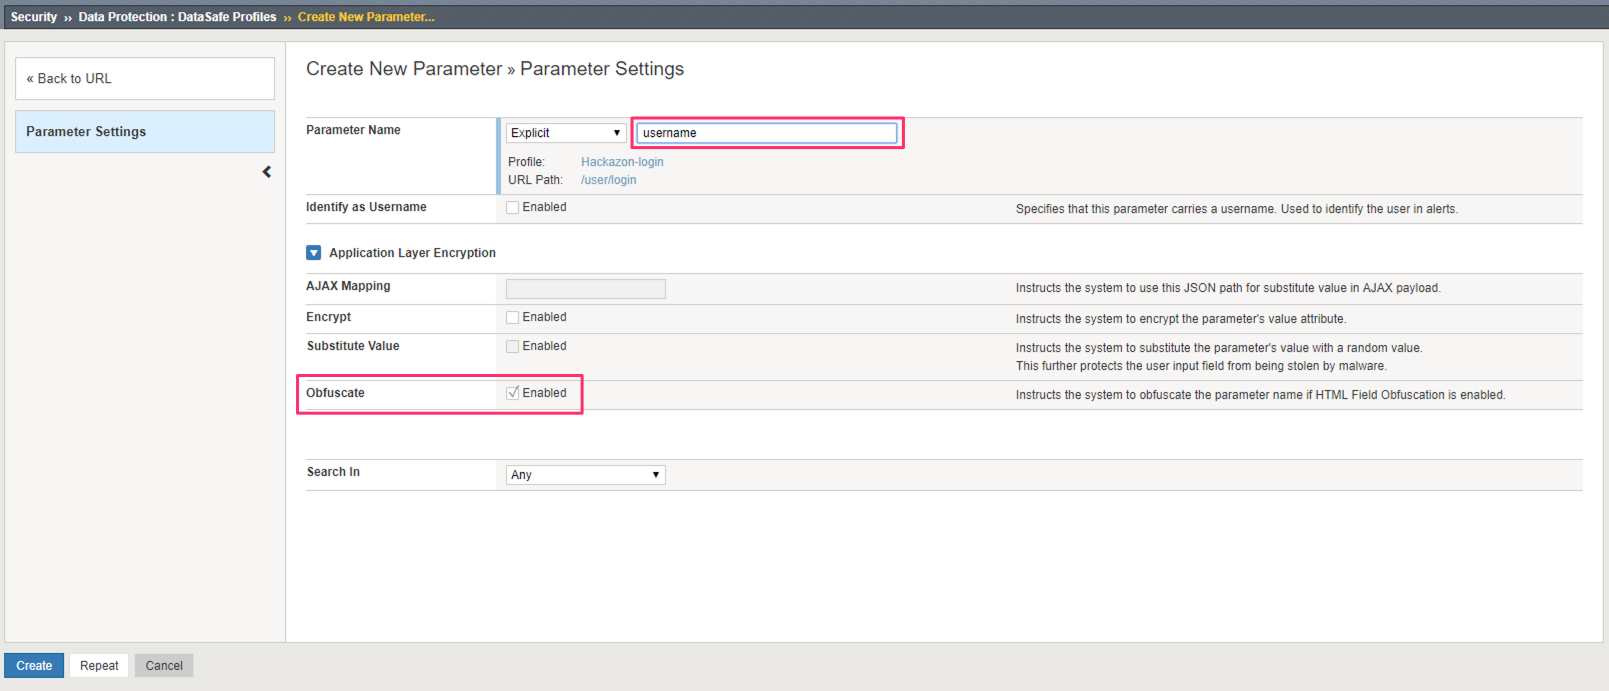 Security ›› Data Protection : DataSafe Profiles ›› Create New Parameter...
« Back to URL
Parameter Settings
Create New Parameter » Parameter Settings
Parameter Name
Explicit
username
Profile: Hackazon-login
URL Path: /user/login
Identify as Username
Enabled
Specifies that this parameter carries a username. Used to identify the user in alerts.
Application Layer Encryption
AJAX Mapping
Instructs the system to use this JSON path for substitute value in AJAX payload.
Encrypt
Enabled
Instructs the system to encrypt the parameter's value attribute.
Substitute Value
Enabled
Instructs the system to substitute the parameter's value with a random value.
This further protects the user input field from being stolen by malware.
Obfuscate
Enabled
Instructs the system to obfuscate the parameter name if HTML Field Obfuscation is enabled.
Search In
Any
Create
Repeat
Cancel